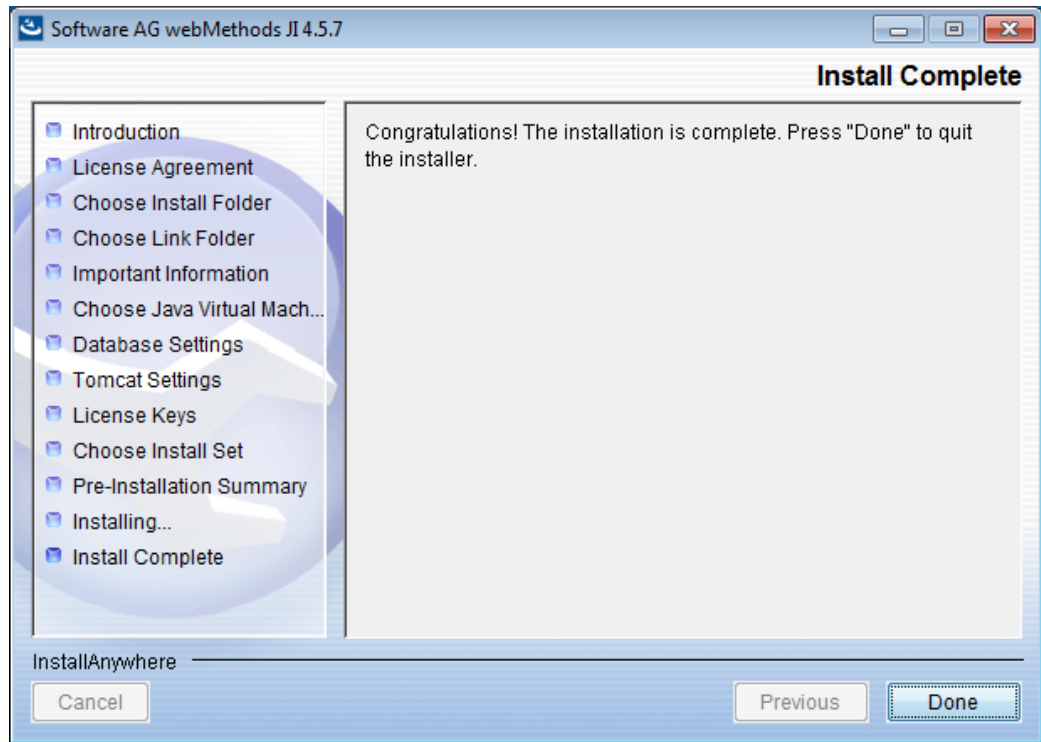 Software AG webMethods JI 4.5.7
Install Complete
Introduction
License Agreement
Choose Install Folder
Choose Link Folder
Important Information
Choose Java Virtual Mach...
Database Settings
Tomcat Settings
License Keys
Choose Install Set
Pre-Installation Summary
Installing...
Install Complete
Congratulations! The installation is complete. Press "Done" to quit
the installer.
InstallAnywhere
Cancel
Previous
Done